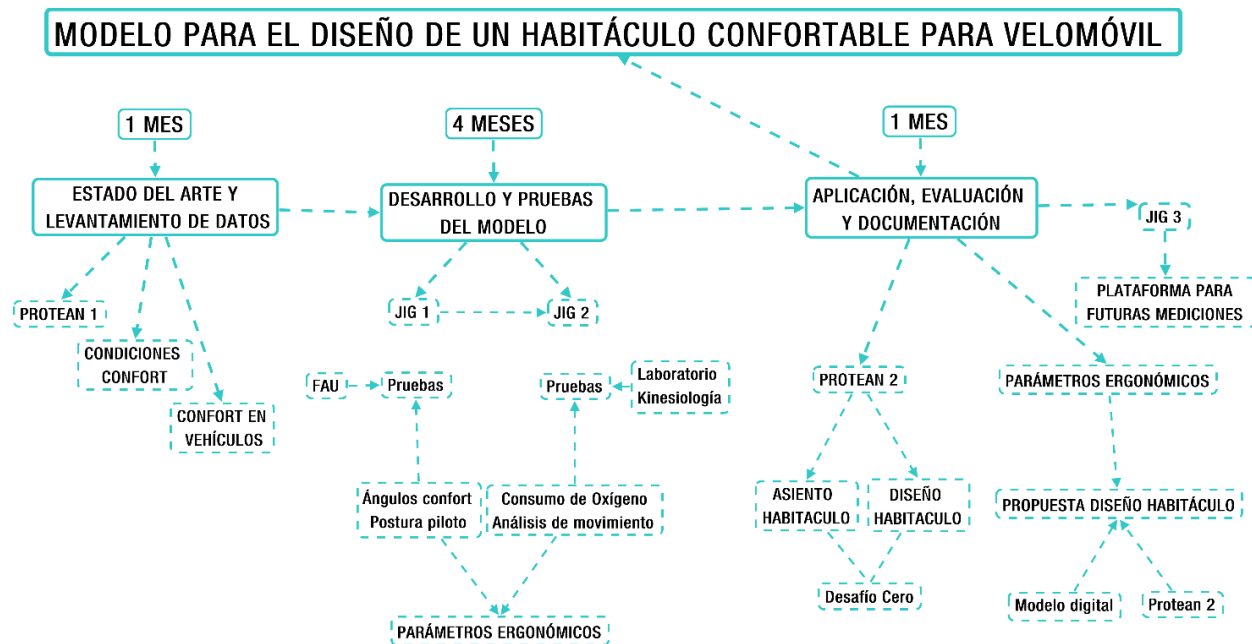 MODELO PARA EL DISEÑO DE UN HABITÁCULO CONFORTABLE PARA VELOMÓVIL
1 MES
4 MESES
1 MES
ESTADO DEL ARTE Y
LEVANTAMIENTO DE DATOS
DESARROLLO Y PRUEBAS
DEL MODELO
APLICACIÓN, EVALUACIÓN
Y DOCUMENTACIÓN
JIG 3
PLATAFORMA PARA
FUTURAS MEDICIONES
PROTEAN 1
CONDICIONES
CONFORT
CONFORT EN
VEHÍCULOS
JIG 1
JIG 2
FAU
Pruebas
Pruebas
Laboratorio
Kinesiología
PROTEAN 2
PARÁMETROS ERGONÓMICOS
Ángulos confort
Postura piloto
Consumo de Oxígeno
Análisis de movimiento
ASIENTO
HABITACULO
DISEÑO
HABITACULO
PROPUESTA DISEÑO HABITÁCULO
Desafío Cero
Modelo digital
Protean 2
PARÁMETROS ERGONÓMICOS